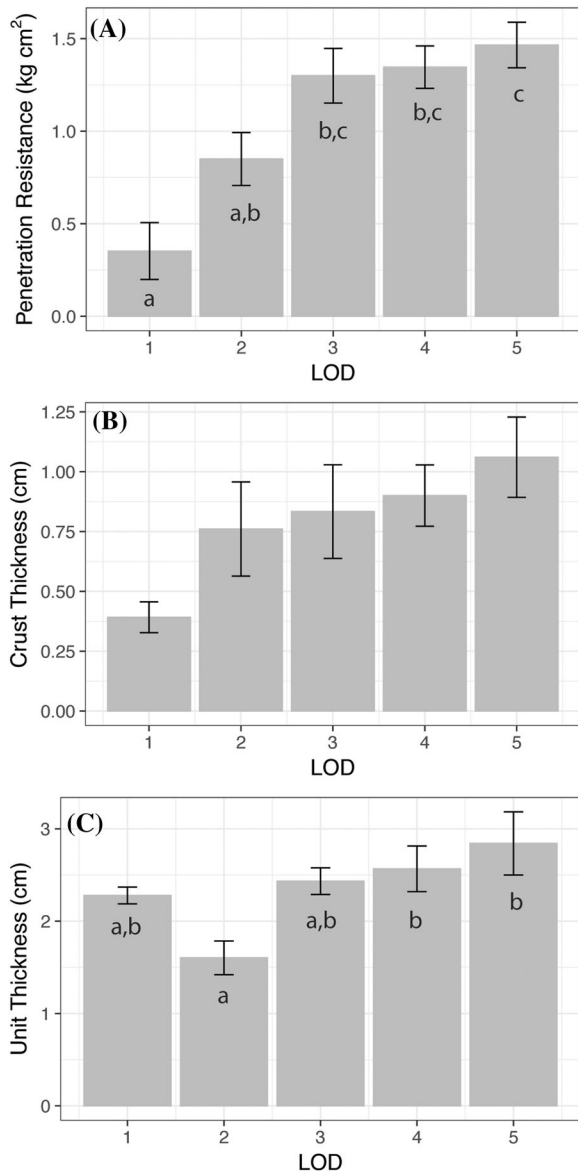 (A)
Penetration Resistance (kg cm²)
1.5
1.0
0.5
0.0
a
a,b
b,c
b,c
c
1 2 3 4 5
LOD
(B)
Crust Thickness (cm)
1.25
1.00
0.75
0.50
0.25
0.00
1 2 3 4 5
LOD
(C)
Unit Thickness (cm)
3
2
1
0
a,b
a
a,b
b
b
1 2 3 4 5
LOD